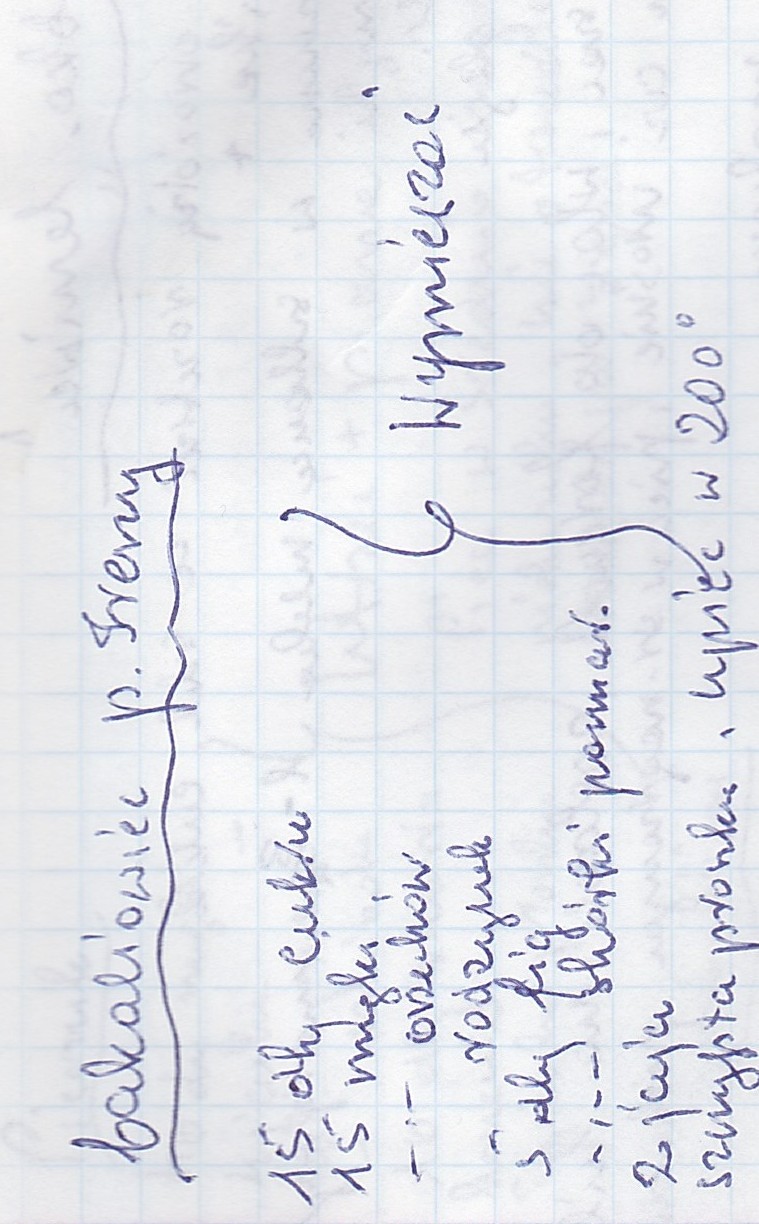 bakaliowiec p. Ireny
15 dkg cukru
15 mąki
-"- orzechów
- rodzynek
5 dkg fig
-"- skórki pomar.
2 jaja
szczypta proszku, upiec w 200°
Wymieszać